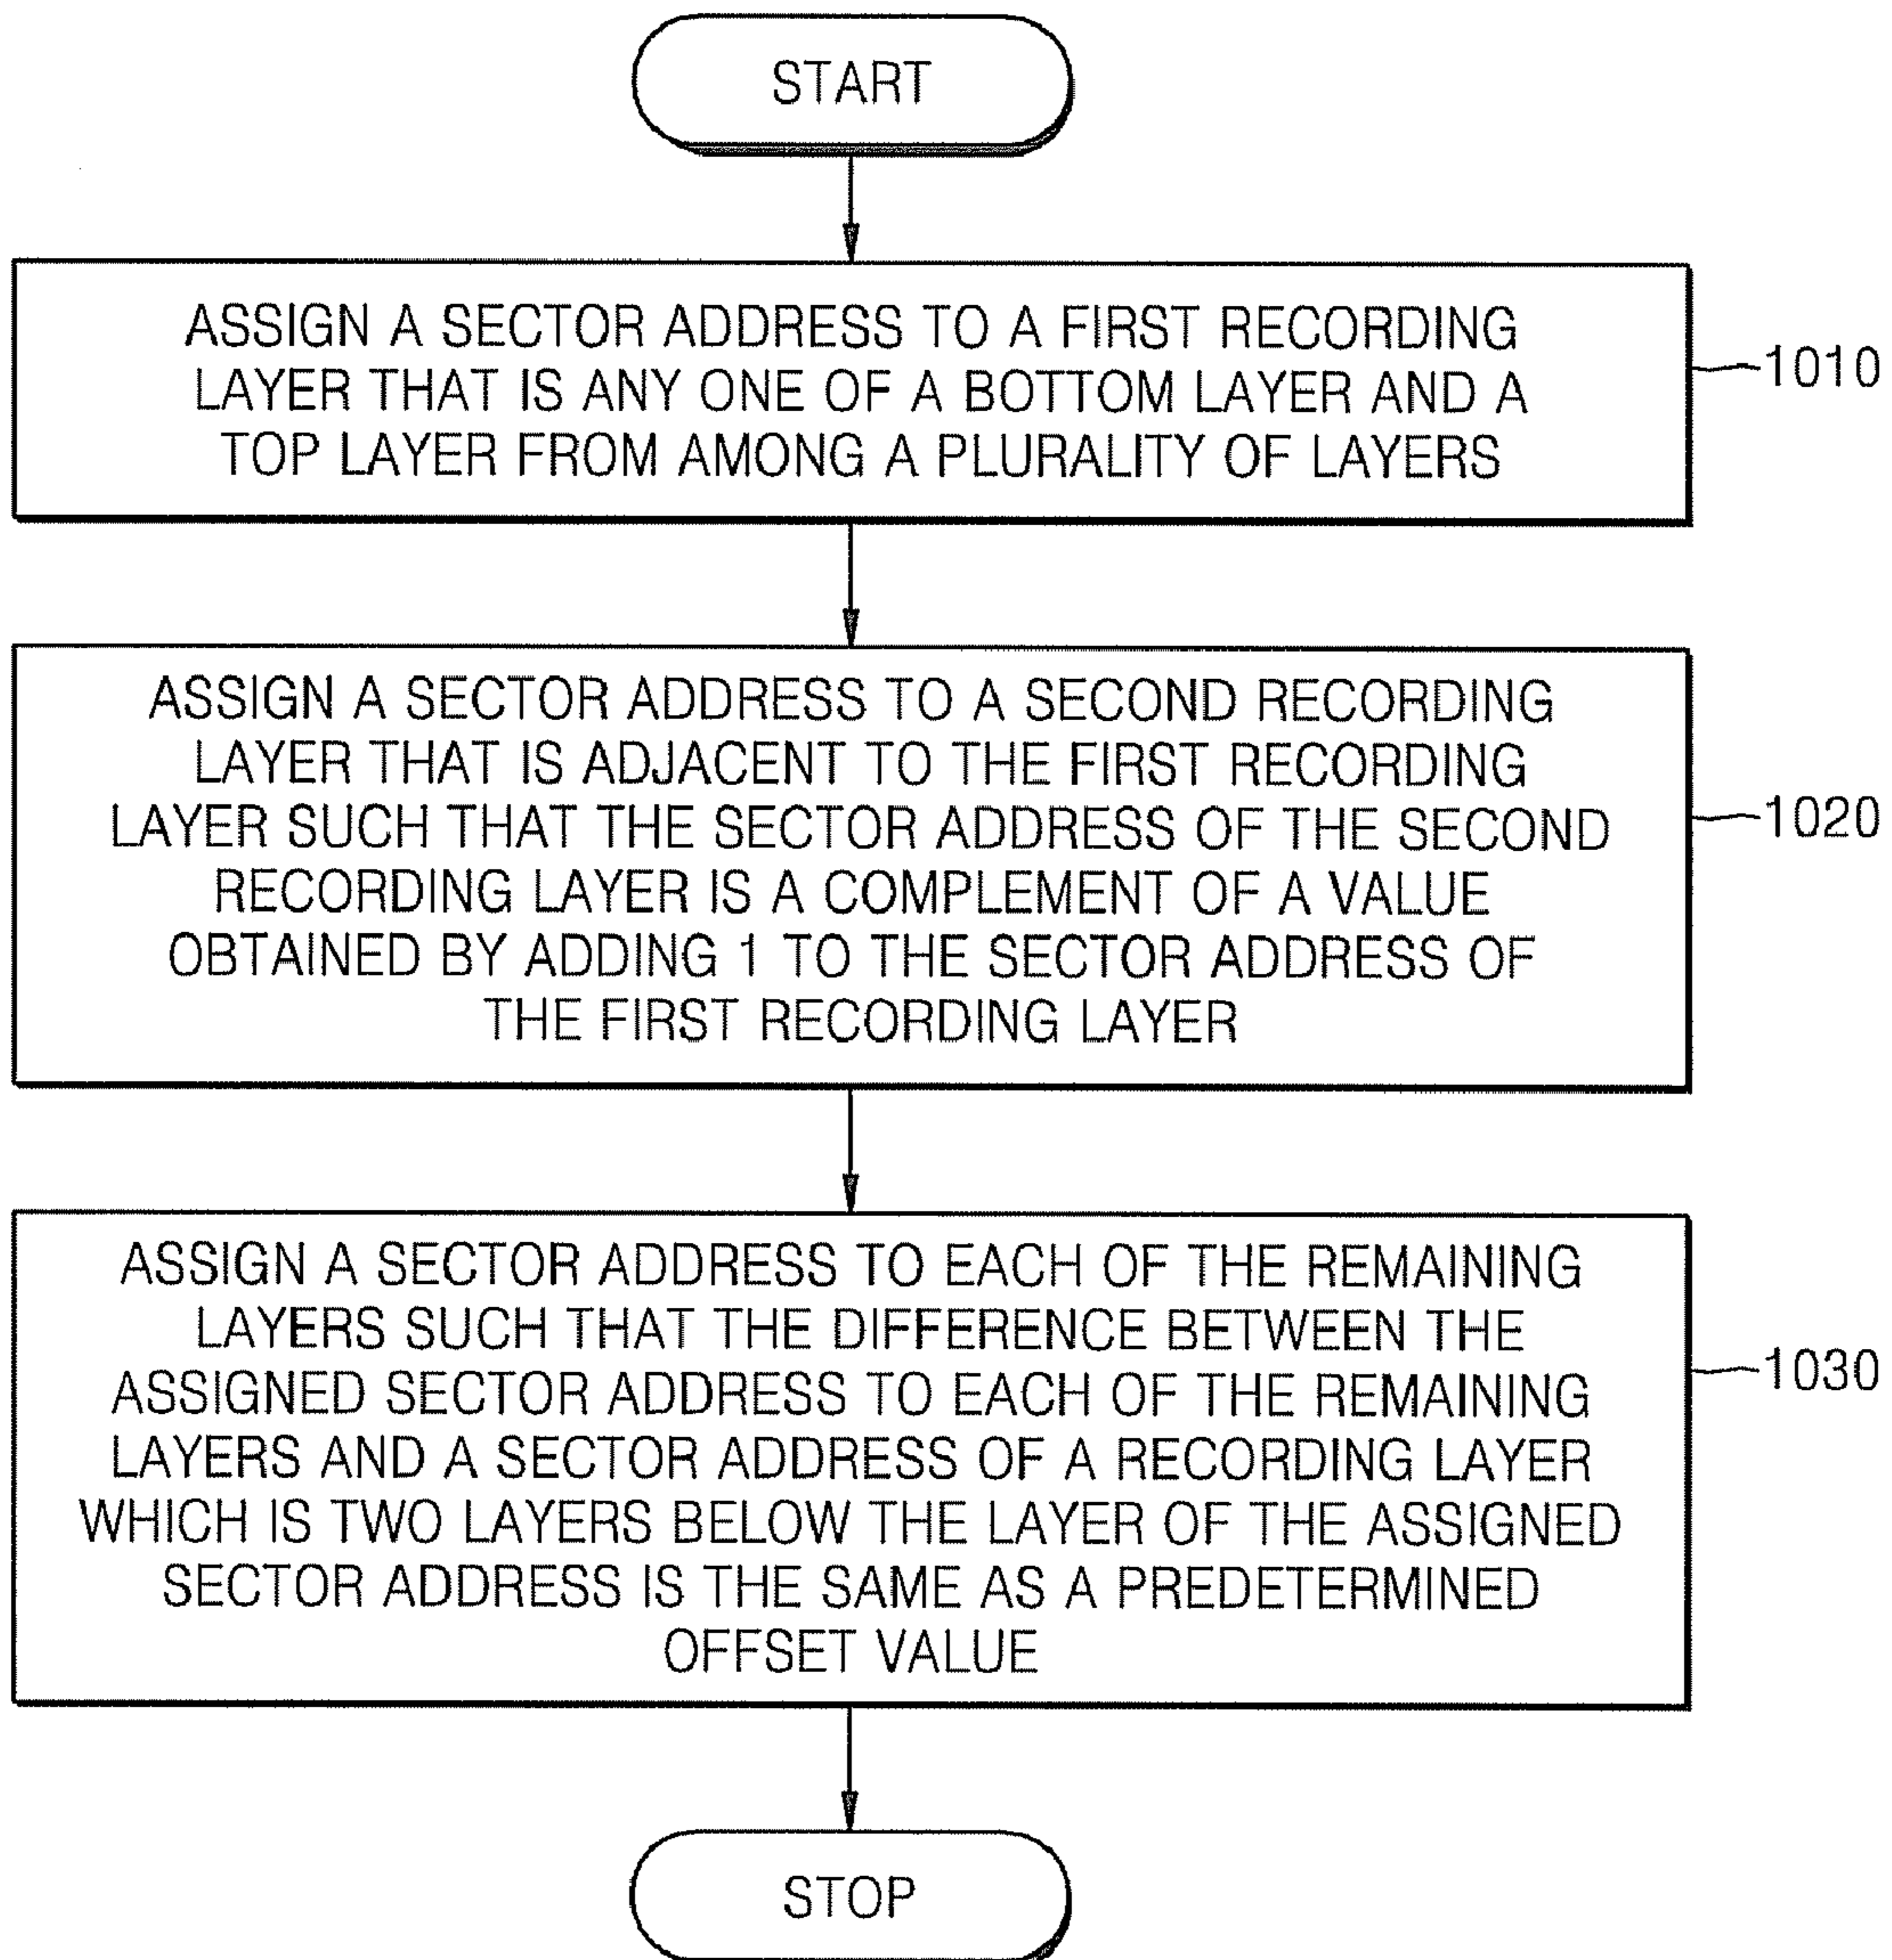 START
ASSIGN A SECTOR ADDRESS TO A FIRST RECORDING
LAYER THAT IS ANY ONE OF A BOTTOM LAYER AND A
TOP LAYER FROM AMONG A PLURALITY OF LAYERS
1010
ASSIGN A SECTOR ADDRESS TO A SECOND RECORDING
LAYER THAT IS ADJACENT TO THE FIRST RECORDING
LAYER SUCH THAT THE SECTOR ADDRESS OF THE SECOND
RECORDING LAYER IS A COMPLEMENT OF A VALUE
OBTAINED BY ADDING 1 TO THE SECTOR ADDRESS OF
THE FIRST RECORDING LAYER
1020
ASSIGN A SECTOR ADDRESS TO EACH OF THE REMAINING
LAYERS SUCH THAT THE DIFFERENCE BETWEEN THE
ASSIGNED SECTOR ADDRESS TO EACH OF THE REMAINING
LAYERS AND A SECTOR ADDRESS OF A RECORDING LAYER
WHICH IS TWO LAYERS BELOW THE LAYER OF THE ASSIGNED
SECTOR ADDRESS IS THE SAME AS A PREDETERMINED
OFFSET VALUE
1030
STOP